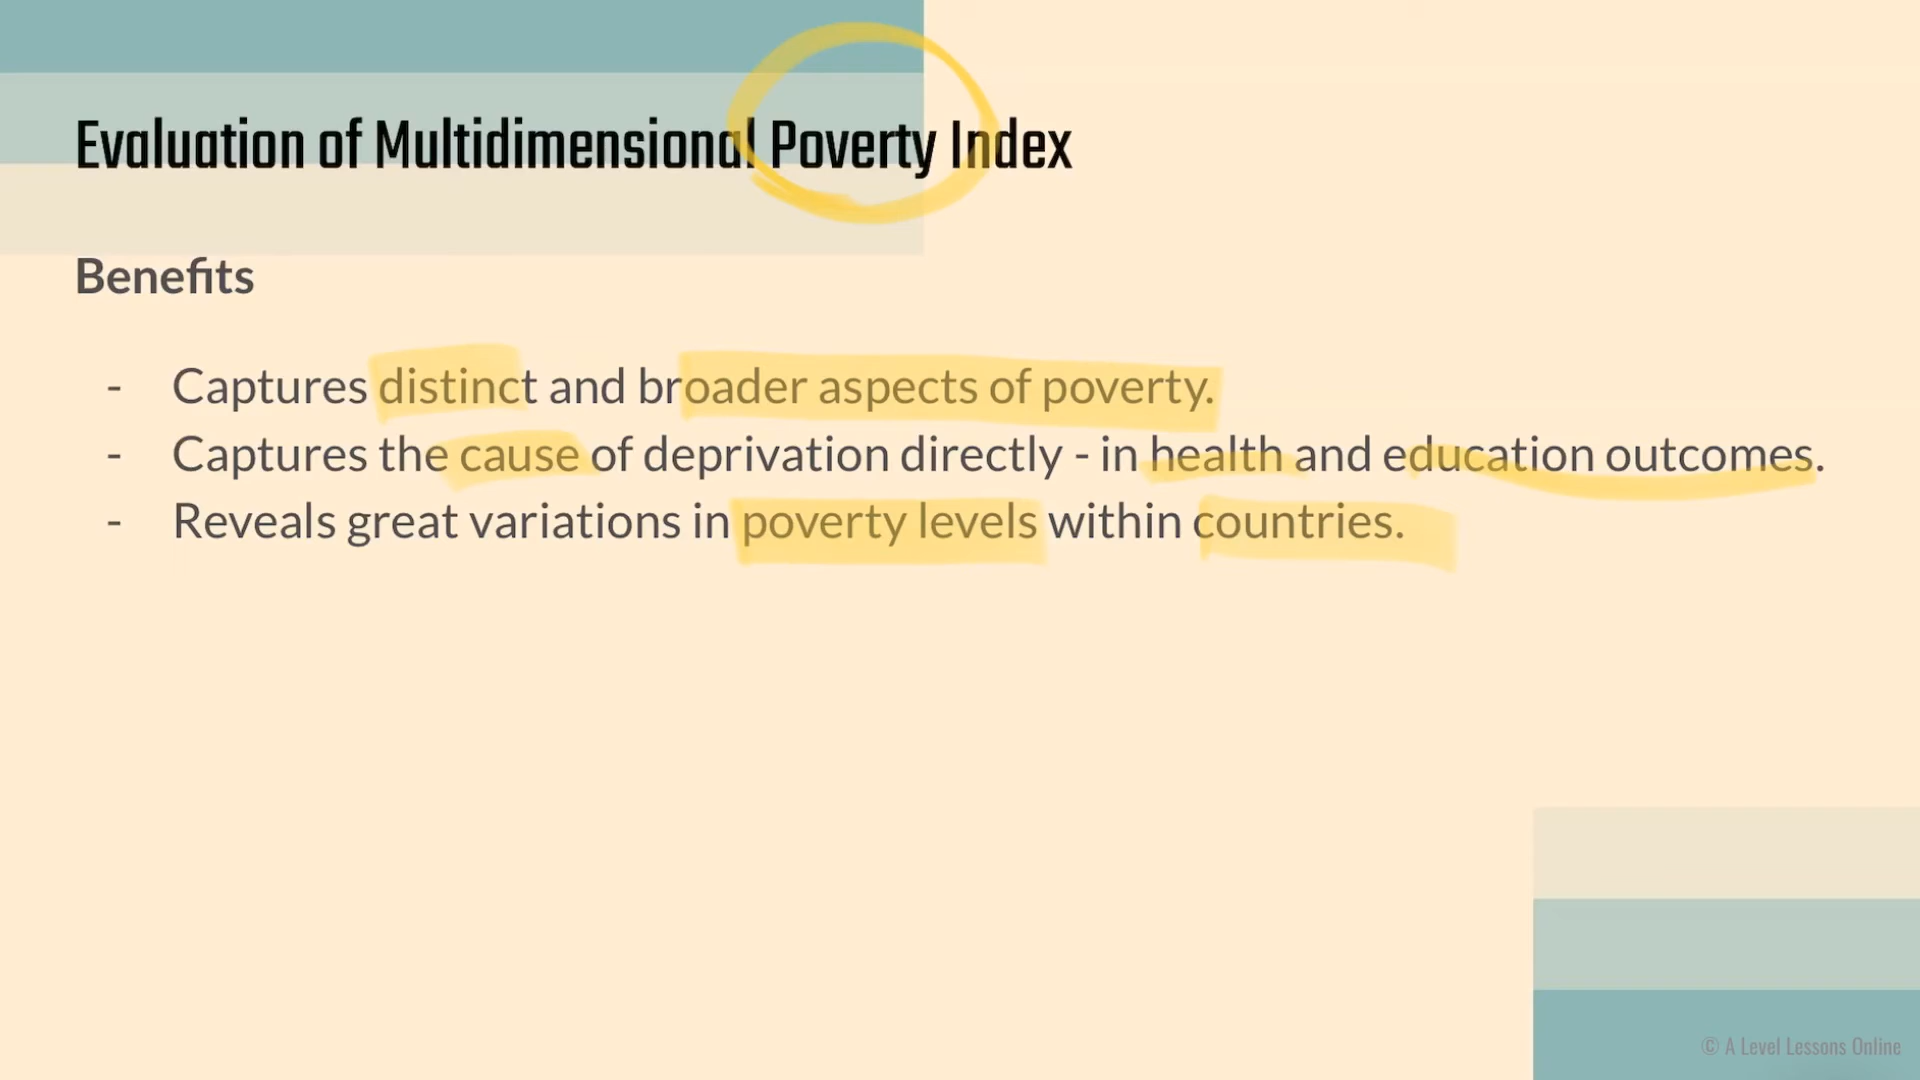 Evaluation of Multidimensional Poverty Index
Benefits
- Captures distinct and broader aspects of poverty.
- Captures the cause of deprivation directly - in health and education outcomes.
- Reveals great variations in poverty levels within countries.
© A Level Lessons Online